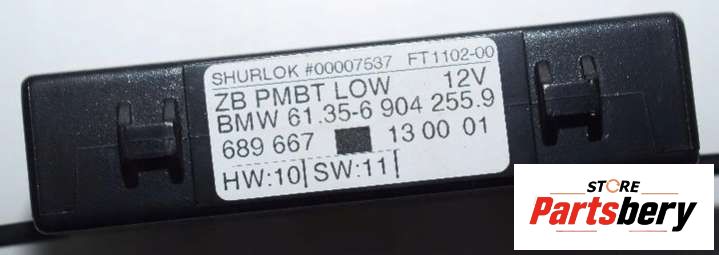 SHURLOK #00007537 FT1102-00
ZB PMBT LOW 12V
BMW 61.35-6 904 255.9
689 667 13 00 01
HW:10 SW:11
STORE
Partsbery